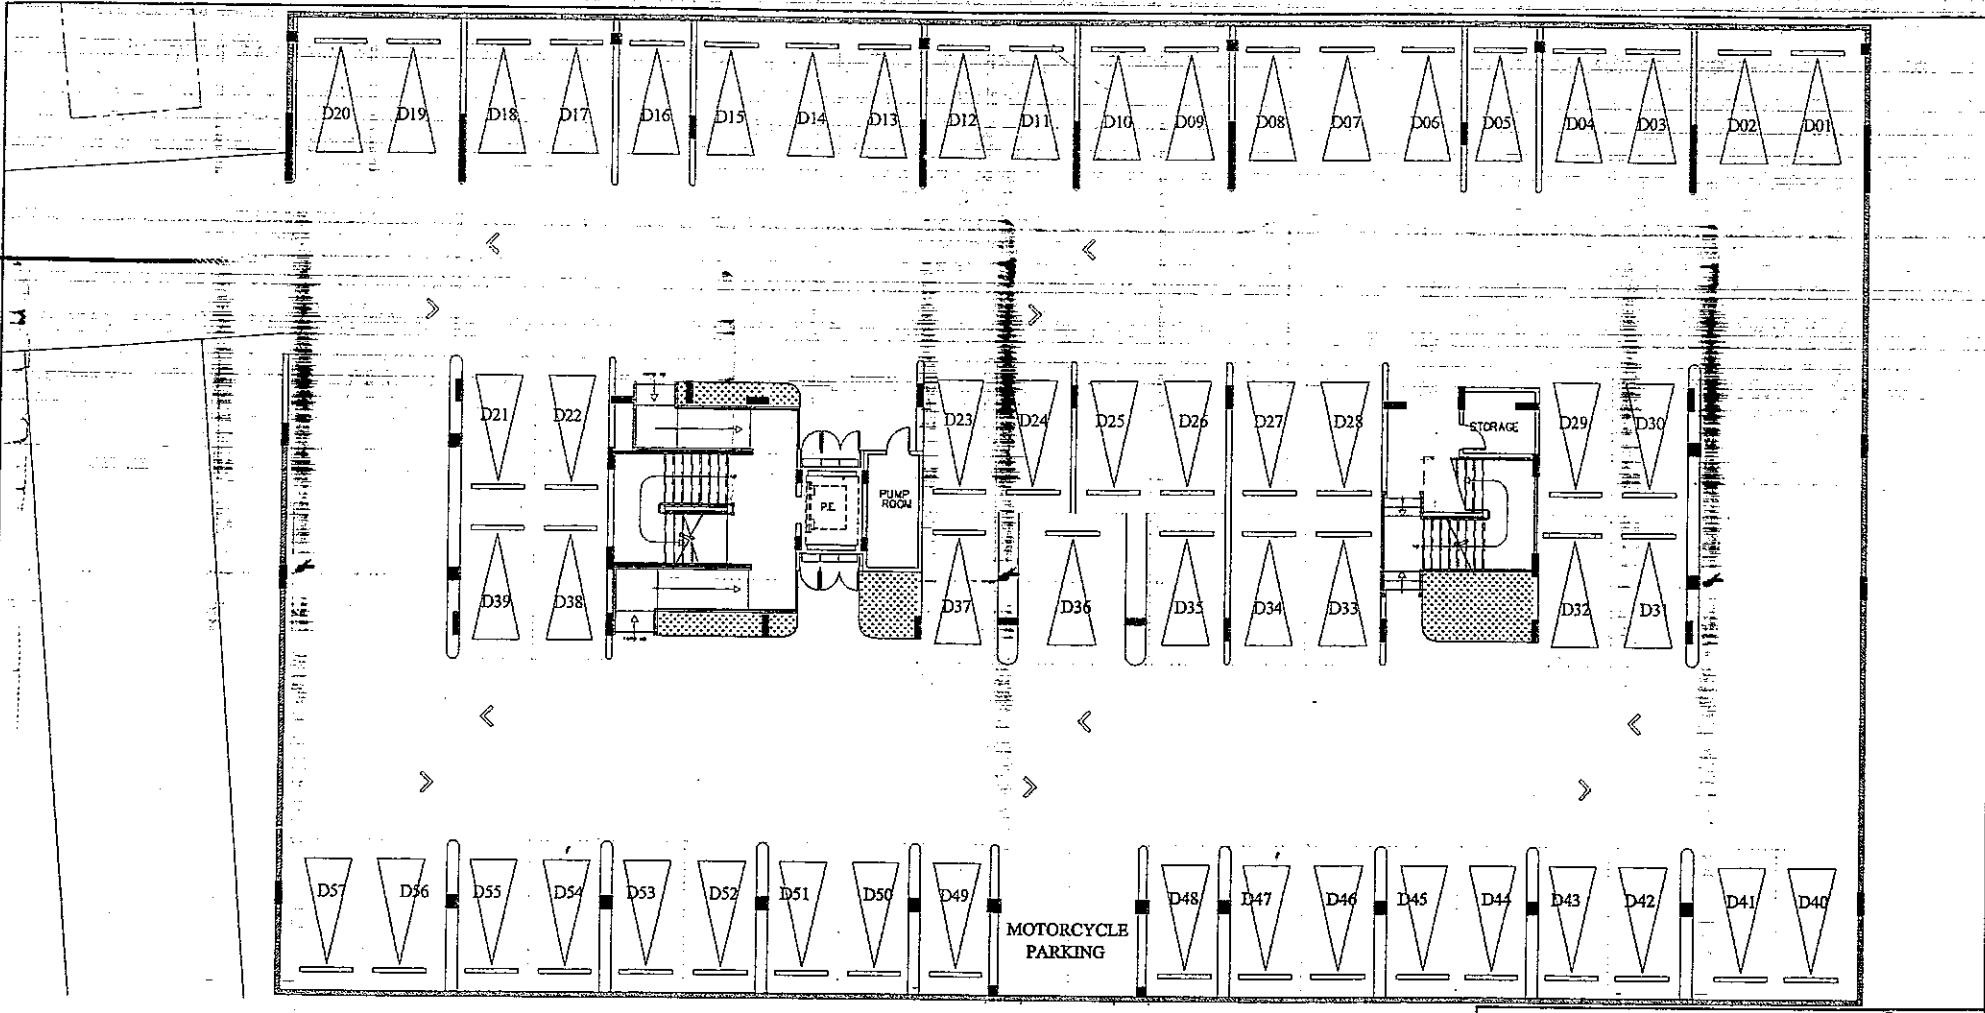 D20 D19 D18 D17 D16 D15 D14 D13 D12 D11 D10 D09 D08 D07 D06 D05 D04 D03 D02 D01
D21 D22 D23 D24 D25 D26 D27 D28 STORAGE D29 D30
P.E. PUMP
ROOM
D39 D38 D37 D36 D35 D34 D33 D32 D31
D57 D56 D55 D54 D53 D52 D51 D50 D49 D48 D47 D46 D45 D44 D43 D42 D41 D40
MOTORCYCLE
PARKING